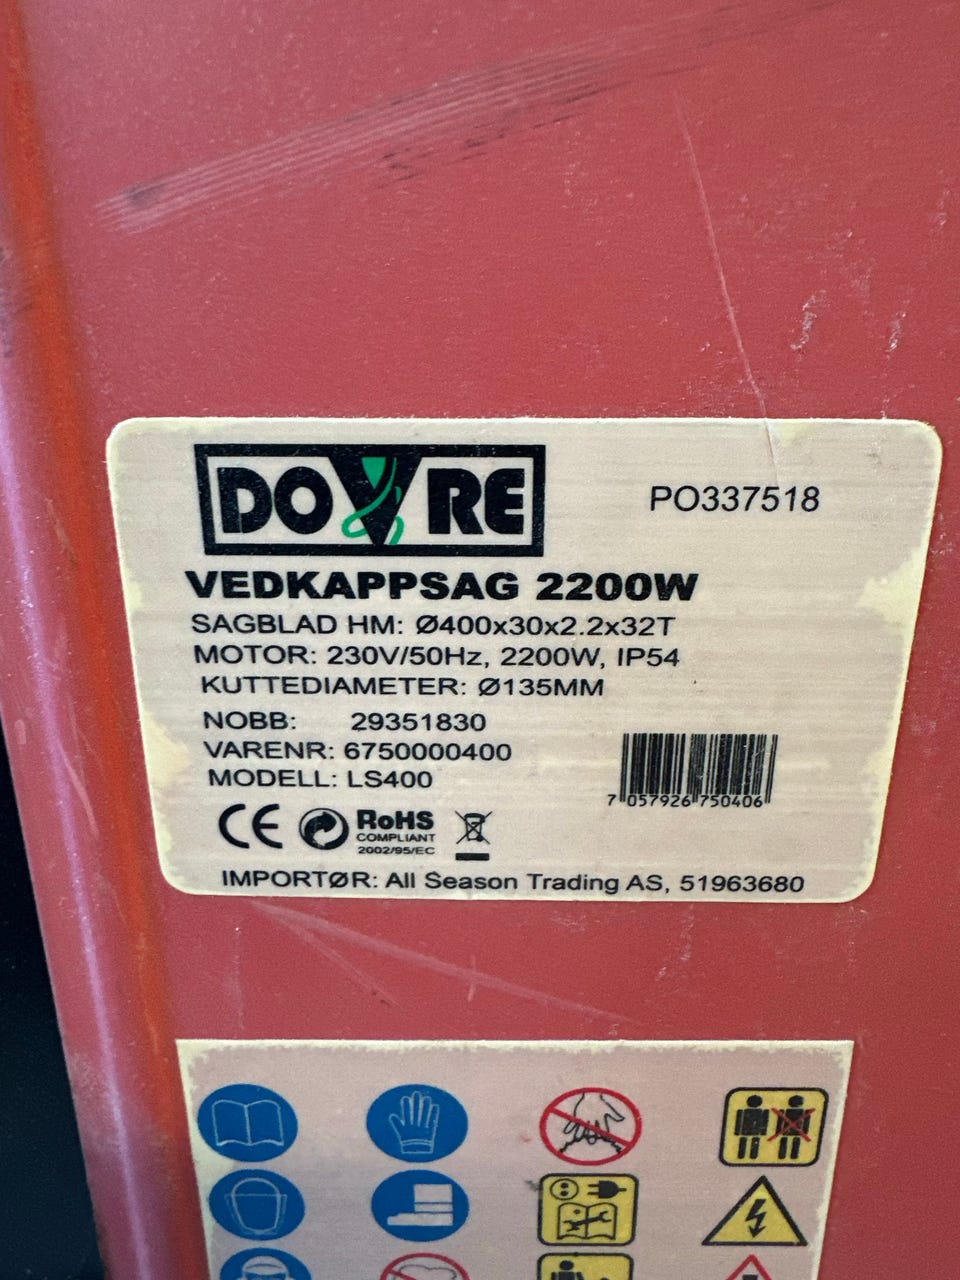 DOVRE
PO337518
VEDKAPPSAG 2200W
SAGBLAD HM: Ø400x30x2.2x32T
MOTOR: 230V/50Hz, 2200W, IP54
KUTTEDIAMETER: Ø135MM
NOBB: 29351830
VARENR: 6750000400
MODELL: LS400
7 057926 750406
CE RoHS
COMPLIANT
2002/95/EC
IMPORTØR: All Season Trading AS, 51963680